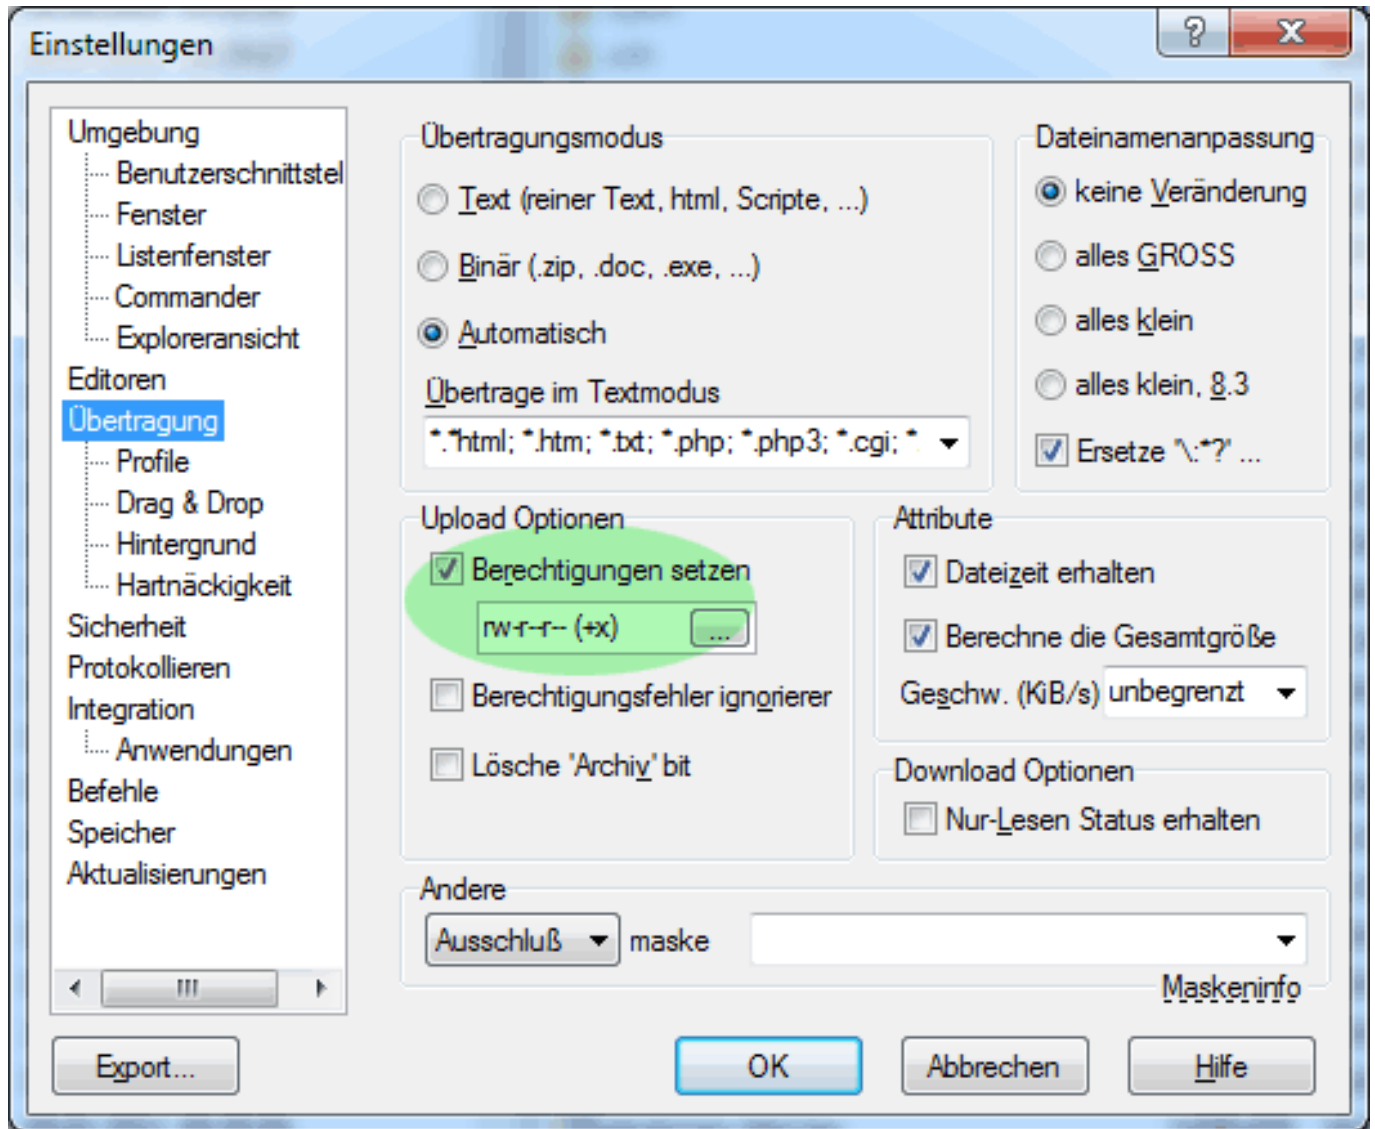 Einstellungen
?
Umgebung
Benutzerschnittstel
Fenster
Listenfenster
Commander
Exploreransicht
Editoren
Übertragung
Profile
Drag & Drop
Hintergrund
Hartnäckigkeit
Sicherheit
Protokollieren
Integration
Anwendungen
Befehle
Speicher
Aktualisierungen
Übertragungsmodus
Text (reiner Text, html, Scripte, ...)
Binär (.zip, .doc, .exe, ...)
Automatisch
Übertrage im Textmodus
*.*html; *.htm; *.txt; *.php; *.php3; *.cgi; *.
Dateinamenanpassung
keine Veränderung
alles GROSS
alles klein
alles klein, 8.3
Ersetze '\:*?' ...
Upload Optionen
Berechtigungen setzen
rw-r--r-- (+x)
...
Berechtigungsfehler ignorierer
Lösche 'Archiv' bit
Attribute
Dateizeit erhalten
Berechne die Gesamtgröße
Geschw. (KiB/s) unbegrenzt
Download Optionen
Nur-Lesen Status erhalten
Andere
Ausschluß maske
Maskeninfo
Export...
OK
Abbrechen
Hilfe